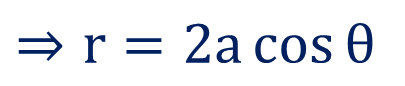 ⇒ r = 2a cos θ